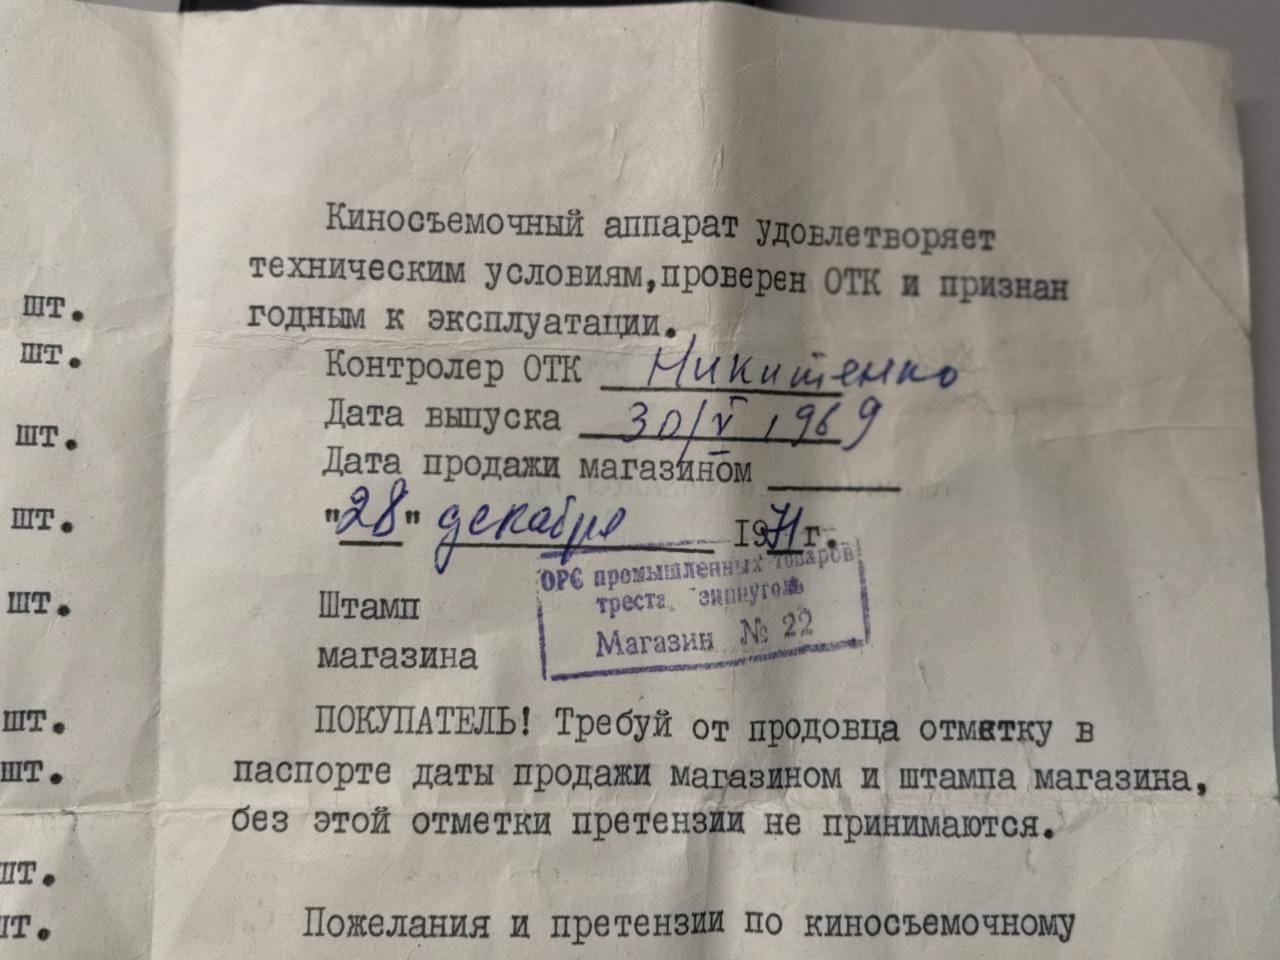 Киносъемочный аппарат удовлетворяет
техническим условиям,проверен ОТК и признан
годным к эксплуатации.
Контролер ОТК Никитенко
Дата выпуска 30/V 1969
Дата продажи магазином
"28" декабря 1971г.
ОРС промышленных товаров
треста
Магазин № 22
Штамп
магазина
ПОКУПАТЕЛЬ! Требуй от продовца отметку в
паспорте даты продажи магазином и штампа магазина,
без этой отметки претензии не принимаются.
Пожелания и претензии по киносъемочному
шт.
шт.
шт.
шт.
шт.
шт.
шт.
шт.
шт.